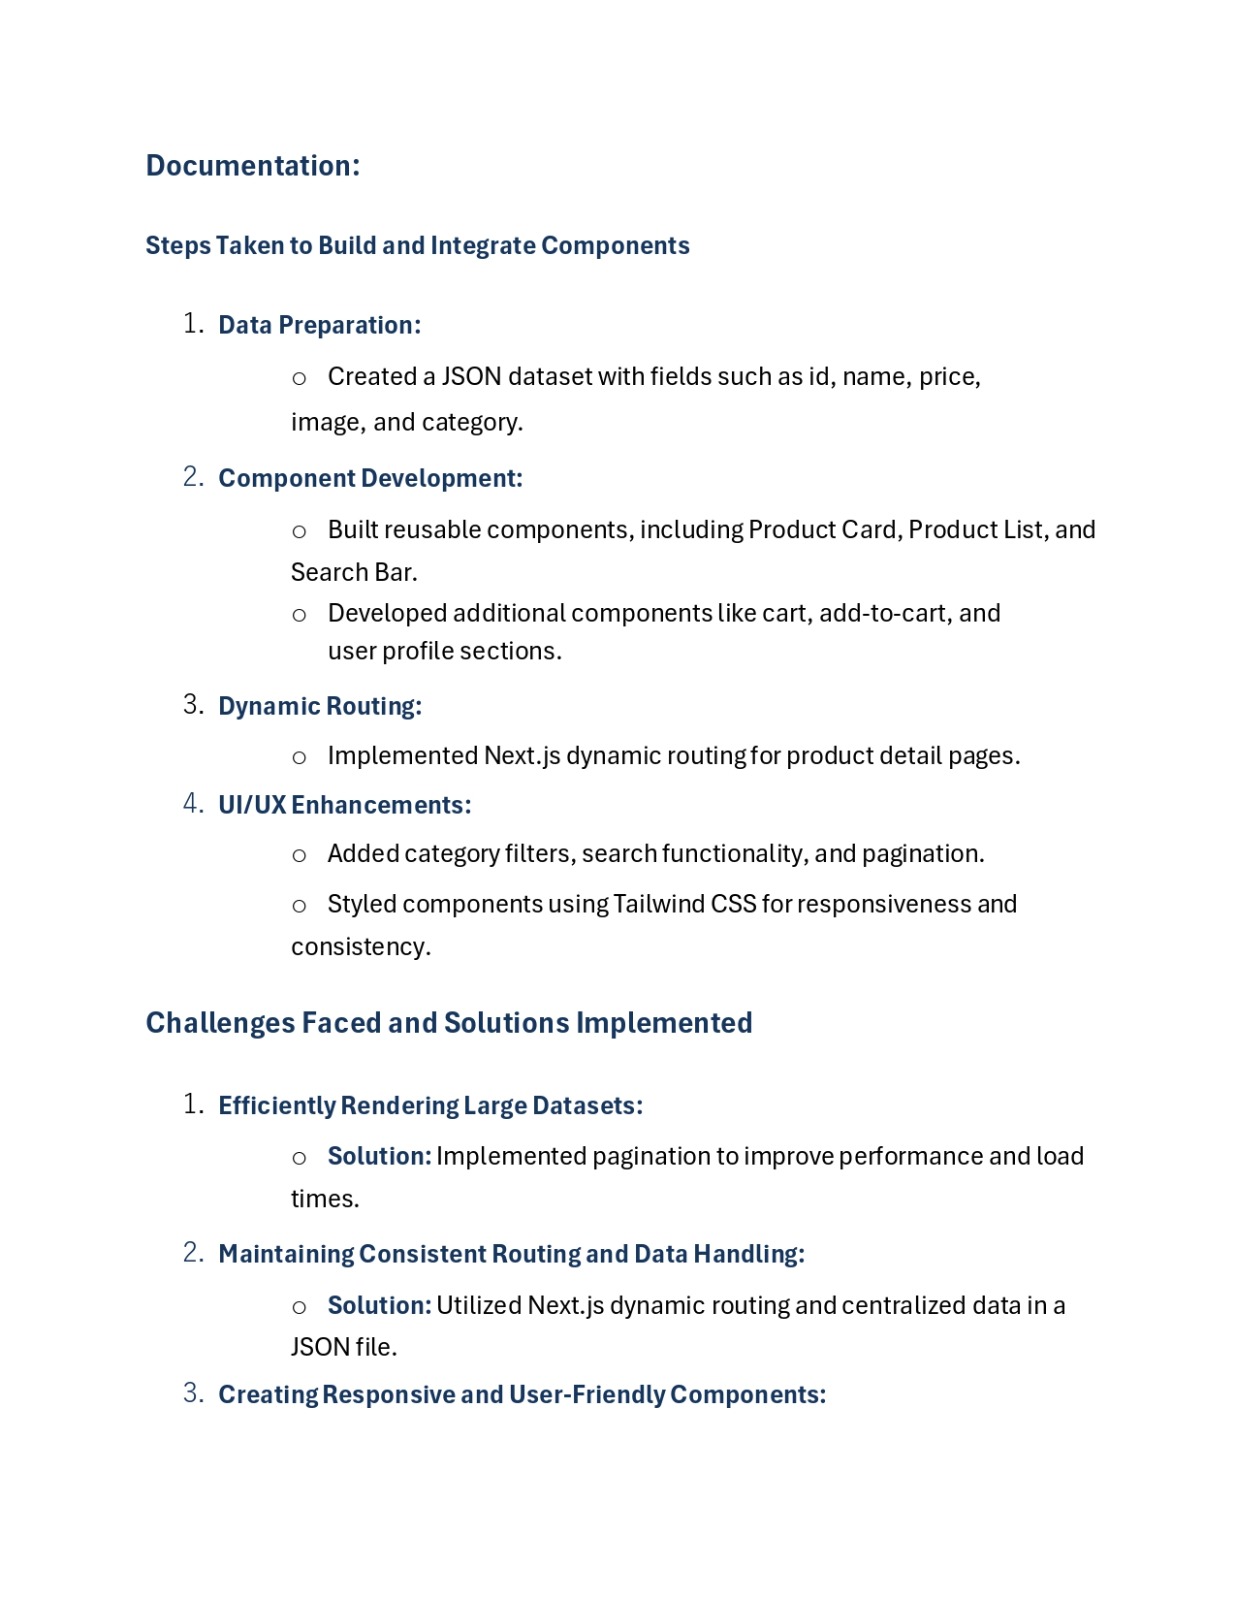 Documentation:
Steps Taken to Build and Integrate Components
1. Data Preparation:
○ Created a JSON dataset with fields such as id, name, price,
image, and category.
2. Component Development:
○ Built reusable components, including Product Card, Product List, and
Search Bar.
○ Developed additional components like cart, add-to-cart, and
user profile sections.
3. Dynamic Routing:
○ Implemented Next.js dynamic routing for product detail pages.
4. UI/UX Enhancements:
○ Added category filters, search functionality, and pagination.
○ Styled components using Tailwind CSS for responsiveness and
consistency.
Challenges Faced and Solutions Implemented
1. Efficiently Rendering Large Datasets:
○ Solution: Implemented pagination to improve performance and load
times.
2. Maintaining Consistent Routing and Data Handling:
○ Solution: Utilized Next.js dynamic routing and centralized data in a
JSON file.
3. Creating Responsive and User-Friendly Components: